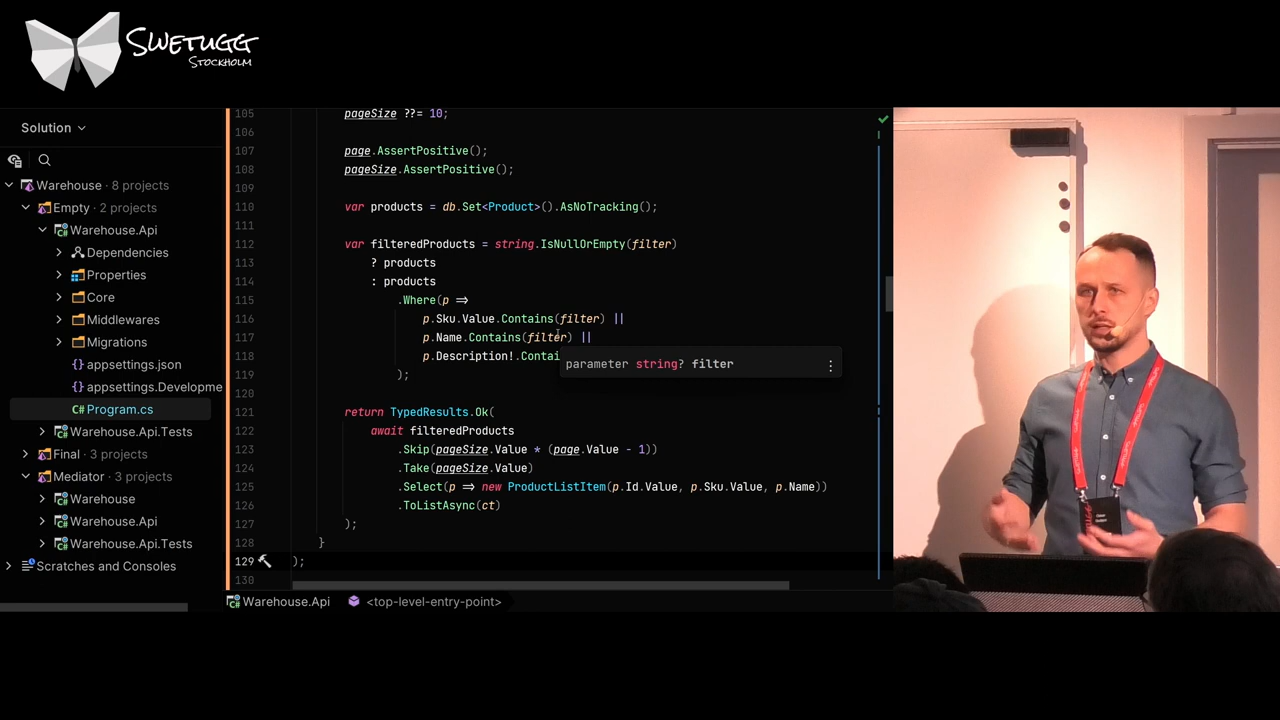 SWETUGG
STOCKHOLM
Solution
Warehouse · 8 projects
Empty · 2 projects
Warehouse.Api
Dependencies
Properties
Core
Middlewares
Migrations
{} appsettings.json
{} appsettings.Developme
C# Program.cs
Warehouse.Api.Tests
Final · 3 projects
Mediator · 3 projects
Warehouse
Warehouse.Api
Warehouse.Api.Tests
Scratches and Consoles
105 pageSize ??= 10;
106
107 page.AssertPositive();
108 pageSize.AssertPositive();
109
110 var products = db.Set<Product>().AsNoTracking();
111
112 var filteredProducts = string.IsNullOrEmpty(filter)
113 ? products
114 : products
115 .Where(p =>
116 p.Sku.Value.Contains(filter) ||
117 p.Name.Contains(filter) ||
118 p.Description!.Contai
parameter string? filter
119 );
120
121 return TypedResults.Ok(
122 await filteredProducts
123 .Skip(pageSize.Value * (page.Value - 1))
124 .Take(pageSize.Value)
125 .Select(p => new ProductListItem(p.Id.Value, p.Sku.Value, p.Name))
126 .ToListAsync(ct)
127 );
128 }
129 );
130
Warehouse.Api <top-level-entry-point>